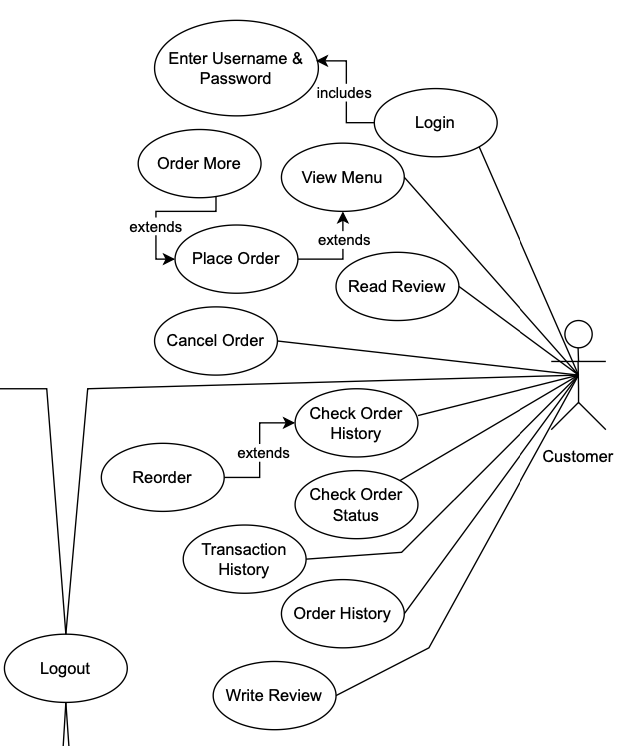 Enter Username &
Password
includes
Login
Order More
View Menu
extends
extends
Place Order
Read Review
Cancel Order
Check Order
History
extends
Reorder
Customer
Check Order
Status
Transaction
History
Order History
Logout
Write Review